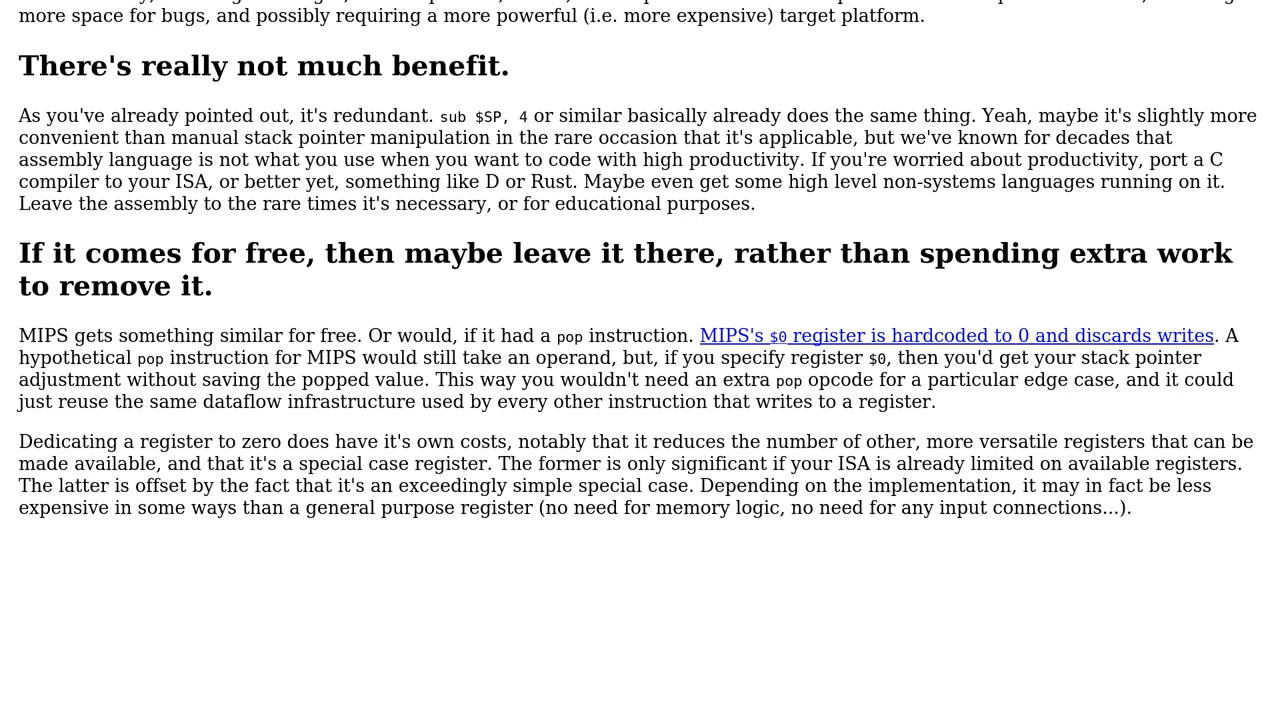 more space for bugs, and possibly requiring a more powerful (i.e. more expensive) target platform.
There's really not much benefit.
As you've already pointed out, it's redundant. sub $SP, 4 or similar basically already does the same thing. Yeah, maybe it's slightly more
convenient than manual stack pointer manipulation in the rare occasion that it's applicable, but we've known for decades that
assembly language is not what you use when you want to code with high productivity. If you're worried about productivity, port a C
compiler to your ISA, or better yet, something like D or Rust. Maybe even get some high level non-systems languages running on it.
Leave the assembly to the rare times it's necessary, or for educational purposes.
If it comes for free, then maybe leave it there, rather than spending extra work
to remove it.
MIPS gets something similar for free. Or would, if it had a pop instruction. MIPS's $0 register is hardcoded to 0 and discards writes. A
hypothetical pop instruction for MIPS would still take an operand, but, if you specify register $0, then you'd get your stack pointer
adjustment without saving the popped value. This way you wouldn't need an extra pop opcode for a particular edge case, and it could
just reuse the same dataflow infrastructure used by every other instruction that writes to a register.
Dedicating a register to zero does have it's own costs, notably that it reduces the number of other, more versatile registers that can be
made available, and that it's a special case register. The former is only significant if your ISA is already limited on available registers.
The latter is offset by the fact that it's an exceedingly simple special case. Depending on the implementation, it may in fact be less
expensive in some ways than a general purpose register (no need for memory logic, no need for any input connections...).